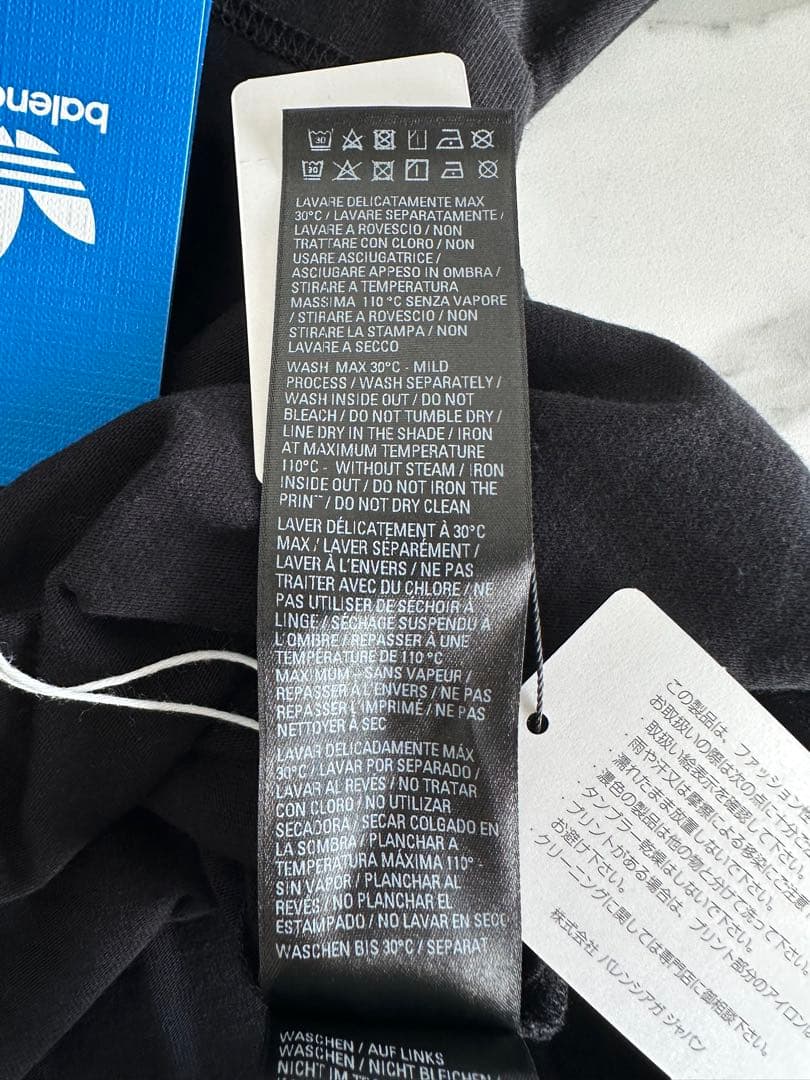 balenc
30
30
LAVARE DELICATAMENTE MAX
30°C / LAVARE SEPARATAMENTE /
LAVARE A ROVESCIO / NON
TRATTARE CON CLORO / NON
USARE ASCIUGATRICE /
ASCIUGARE APPESO IN OMBRA /
STIRARE A TEMPERATURA
MASSIMA 110 °C SENZA VAPORE
/ STIRARE A ROVESCIO / NON
STIRARE LA STAMPA / NON
LAVARE A SECCO
WASH MAX 30°C - MILD
PROCESS / WASH SEPARATELY /
WASH INSIDE OUT / DO NOT
BLEACH / DO NOT TUMBLE DRY /
LINE DRY IN THE SHADE / IRON
AT MAXIMUM TEMPERATURE
110°C - WITHOUT STEAM / IRON
INSIDE OUT / DO NOT IRON THE
PRIN / DO NOT DRY CLEAN
LAVER DÉLICATEMENT À 30°C
MAX / LAVER SÉPARÉMENT /
LAVER À L'ENVERS / NE PAS
TRAITER AVEC DU CHLORE / NE
PAS UTILISER DE SÉCHOIR À
LINGE / SÉCHAGE SUSPENDU À
L'OMBRE / REPASSER À UNE
TEMPÉRATURE DE 110 °C
MAXIMUM - SANS VAPEUR /
REPASSER À L'ENVERS / NE PAS
REPASSER L'IMPRIMÉ / NE PAS
NETTOYER À SEC
LAVAR DELICADAMENTE MÁX
30°C / LAVAR POR SEPARADO /
LAVAR AL REVÉS / NO TRATAR
CON CLORO / NO UTILIZAR
SECADORA / SECAR COLGADO EN
LA SOMBRA / PLANCHAR A
TEMPERATURA MÁXIMA 110° -
SIN VAPOR / PLANCHAR AL
REVÉS / NO PLANCHAR EL
ESTAMPADO / NO LAVAR EN SECO
WASCHEN BIS 30°C / SEPARAT
WASCHEN / AUF LINKS
WASCHEN / NICHT BLEICHEN /
NICHT IM
この製品は、ファッション
お取扱いの際は次の点に十分
・取扱い絵表示を確認して下さい。
・雨や汗又は摩擦による移染にご注意
・濡れたまま放置しないで下さい。
・濃色の製品は他の物と分けて洗って下さい
・タンブラー乾燥はしないで下さい。
・プリントがある場合は、プリント部分のアイロン
お避け下さい。
・クリーニングに関しては専門店に御相談下さい。
株式会社 バレンシアガ ジャパン